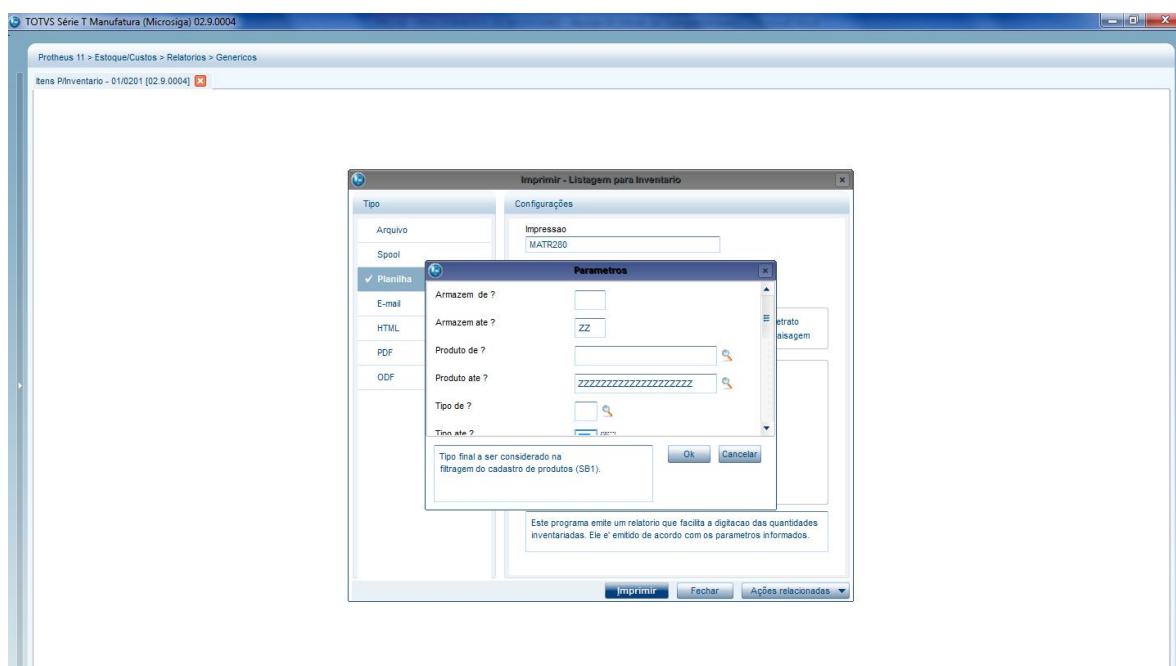 TOTVS Série T Manufatura (Microsiga) 02.9.0004
Protheus 11 > Estoque/Custos > Relatorios > Genericos
Itens P/Inventario - 01/0201 [02.9.0004]
Imprimir - Listagem para Inventario
Tipo
Configurações
Arquivo
Spool
Planilha
E-mail
HTML
PDF
ODF
Impressao
MATR280
Parametros
Armazem de ?
Armazem ate ?
ZZ
Produto de ?
Produto ate ?
ZZZZZZZZZZZZZZZZZZZZ
Tipo de ?
Tipo ate ?
etrato
aisagem
Tipo final a ser considerado na
filtragem do cadastro de produtos (SB1).
Ok
Cancelar
Este programa emite um relatorio que facilita a digitacao das quantidades
inventariadas. Ele e' emitido de acordo com os parametros informados.
Imprimir
Fechar
Ações relacionadas